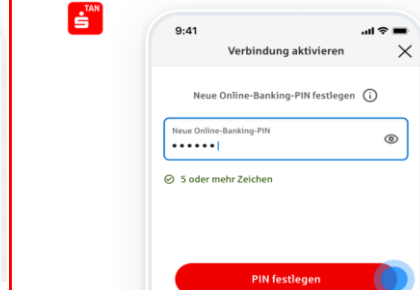 TAN
9:41
Verbindung aktivieren
Neue Online-Banking-PIN festlegen
Neue Online-Banking-PIN
••••••
5 oder mehr Zeichen
PIN festlegen